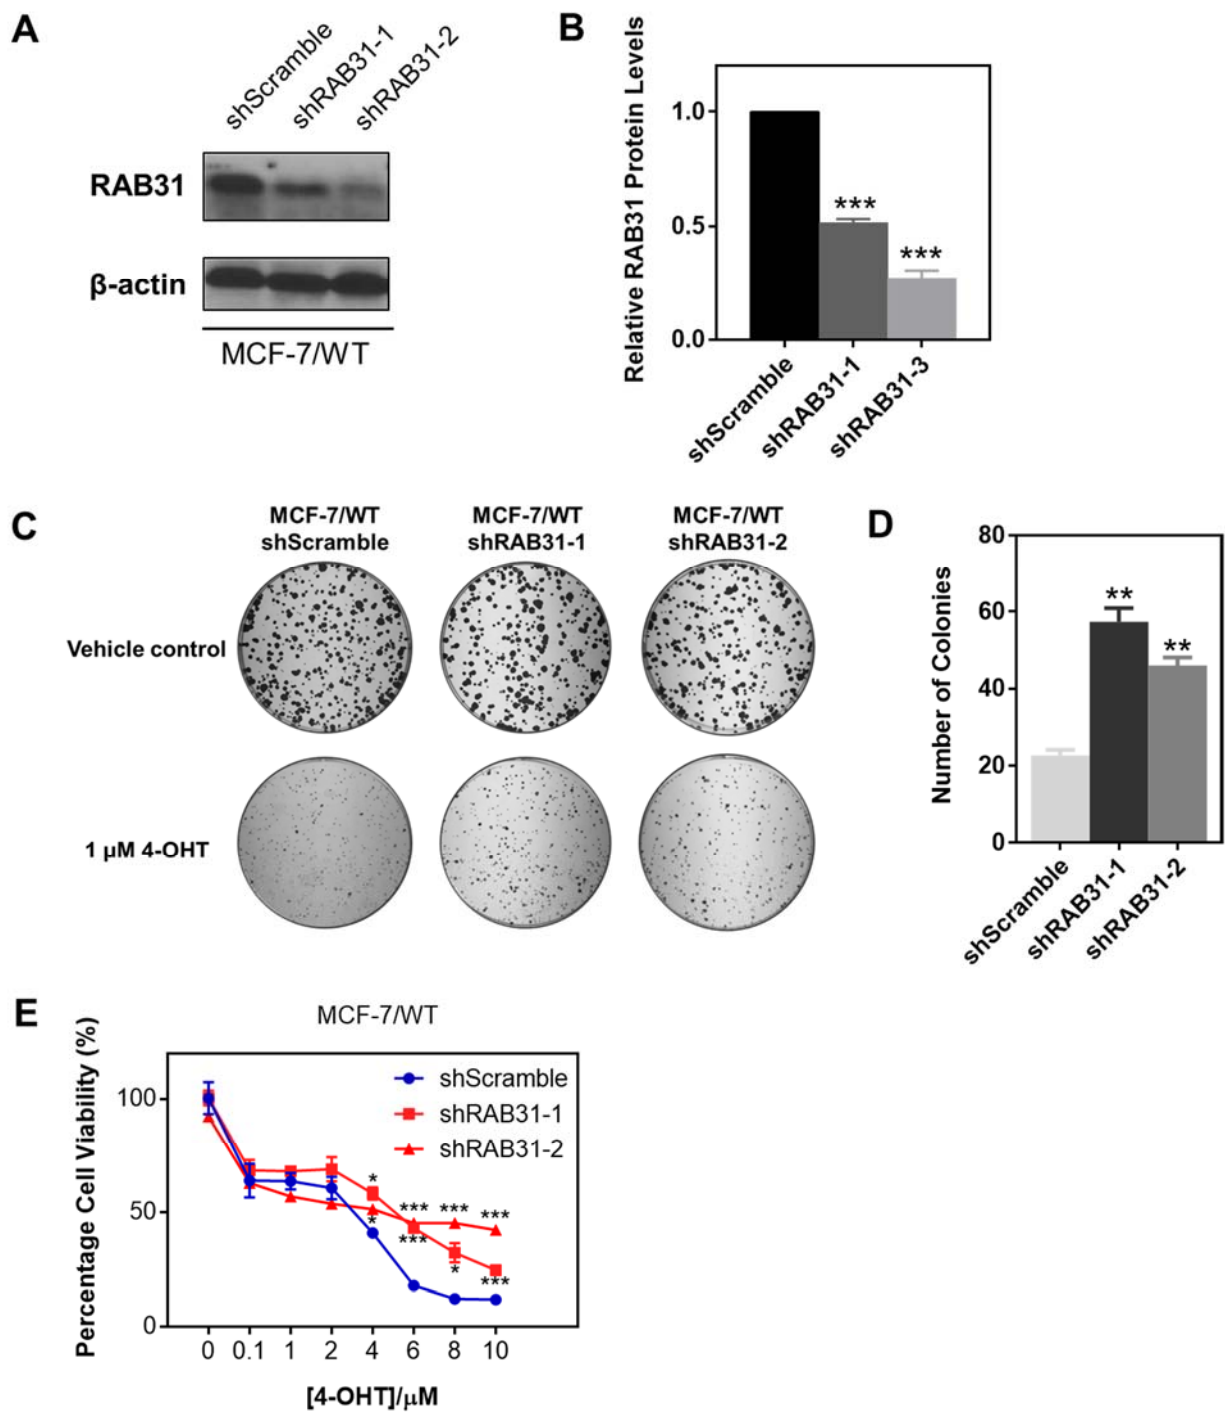 A
shScramble
shRAB31-1
shRAB31-2
RAB31
β-actin
MCF-7/WT
B
Relative RAB31 Protein Levels
1.0
0.5
0.0
***
***
shScramble
shRAB31-1
shRAB31-3
C
MCF-7/WT
shScramble
MCF-7/WT
shRAB31-1
MCF-7/WT
shRAB31-2
Vehicle control
1 µM 4-OHT
D
Number of Colonies
80
60
40
20
0
**
**
shScramble
shRAB31-1
shRAB31-2
E
MCF-7/WT
Percentage Cell Viability (%)
100
50
0
shScramble
shRAB31-1
shRAB31-2
*
*
*** *** ***
***
*
***
0 0.1 1 2 4 6 8 10
[4-OHT]/µM